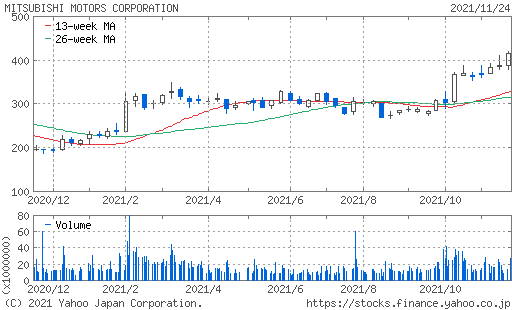 MITSUBISHI MOTORS CORPORATION 2021/11/24
500
13-week MA
26-week MA
400
300
200
100
2020/12 2021/2 2021/4 2021/6 2021/8 2021/10
80
Volume
60
40
20
0
(x1000000)
2020/12 2021/2 2021/4 2021/6 2021/8 2021/10
(C) 2021 Yahoo Japan Corporation. https://stocks.finance.yahoo.co.jp/